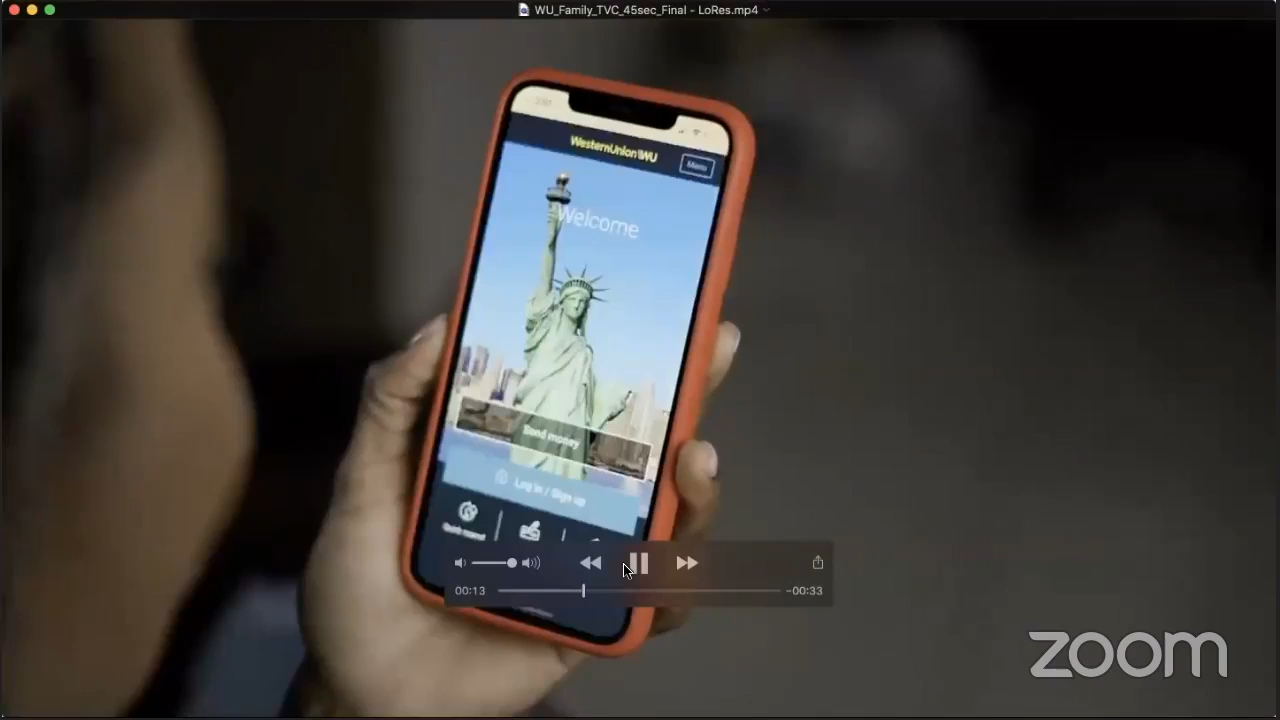 WU_Family_TVC_45sec_Final - LoRes.mp4
WesternUnion WU
Menu
Welcome
Send money
Log in / Sign up
00:13
-00:33
zoom